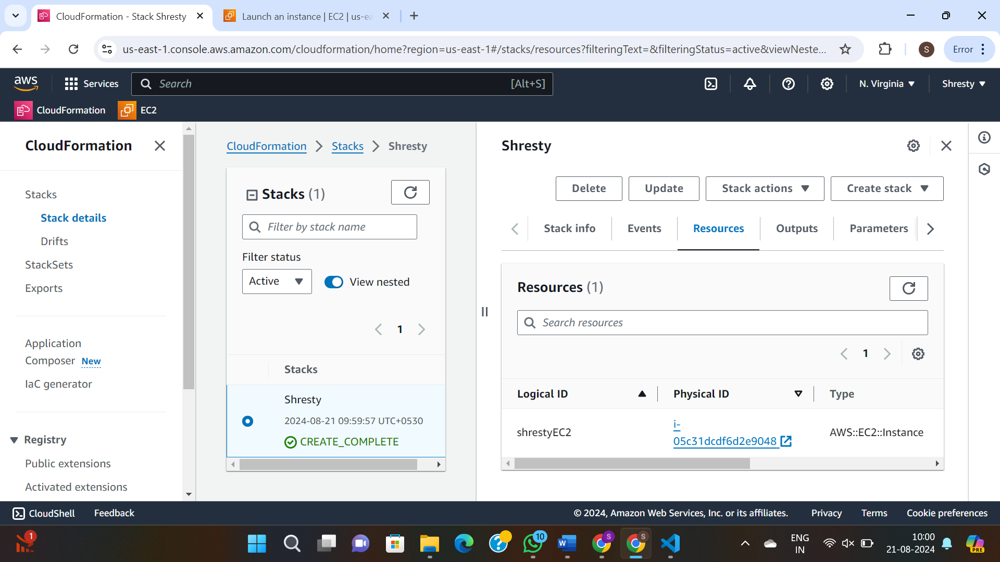 CloudFormation - Stack Shresty
Launch an instance | EC2 | us-ea
us-east-1.console.aws.amazon.com/cloudformation/home?region=us-east-1#/stacks/resources?filteringText=&filteringStatus=active&viewNeste...
S
Error
aws
Services
Search
[Alt+S]
N. Virginia
Shresty
CloudFormation
EC2
CloudFormation
Stacks
Stack details
Drifts
StackSets
Exports
Application
Composer New
IaC generator
Registry
Public extensions
Activated extensions
CloudFormation
Stacks
Shresty
Stacks (1)
Filter by stack name
Filter status
Active
View nested
1
Stacks
Shresty
2024-08-21 09:59:57 UTC+0530
CREATE_COMPLETE
Shresty
Delete
Update
Stack actions
Create stack
Stack info
Events
Resources
Outputs
Parameters
Resources (1)
Search resources
1
Logical ID
Physical ID
Type
shrestyEC2
i-
05c31dcdf6d2e9048
AWS::EC2::Instance
CloudShell
Feedback
© 2024, Amazon Web Services, Inc. or its affiliates.
Privacy
Terms
Cookie preferences
1
10
W
S
S
ENG
IN
10:00
21-08-2024
PRE